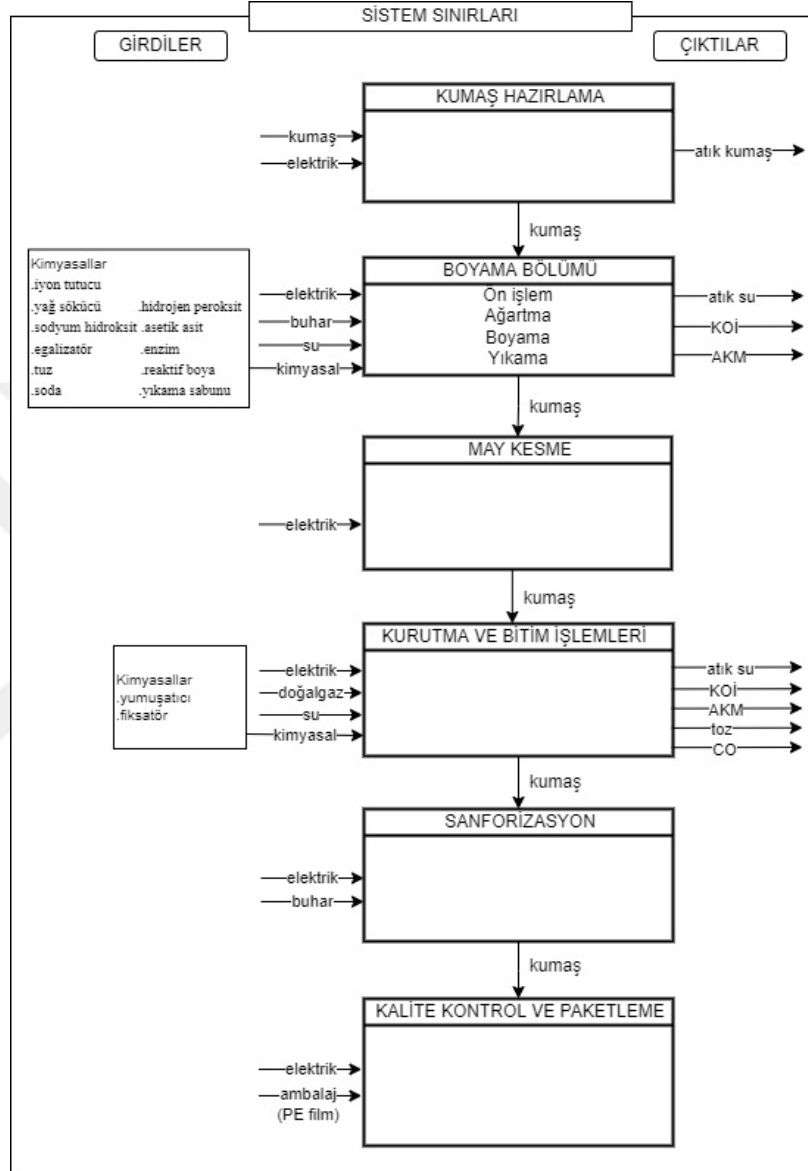 SİSTEM SINIRLARI
GİRDİLER
ÇIKTILAR
KUMAŞ HAZIRLAMA
kumaş
elektrik
atık kumaş
kumaş
Kimyasallar
.iyon tutucu
.yağ sökücü .hidrojen peroksit
.sodyum hidroksit .asetik asit
.egalizatör .enzim
.tuz .reaktif boya
.soda .yıkama sabunu
elektrik
buhar
su
kimyasal
BOYAMA BÖLÜMÜ
Ön işlem
Ağartma
Boyama
Yıkama
atık su
KOİ
AKM
kumaş
MAY KESME
elektrik
kumaş
Kimyasallar
.yumuşatıcı
.fiksatör
elektrik
doğalgaz
su
kimyasal
KURUTMA VE BİTİM İŞLEMLERİ
atık su
KOİ
AKM
toz
CO
kumaş
SANFORİZASYON
elektrik
buhar
kumaş
KALİTE KONTROL VE PAKETLEME
elektrik
ambalaj
(PE film)